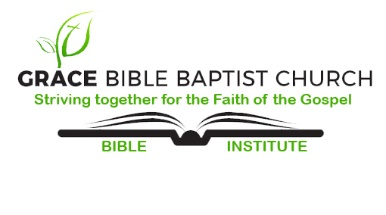 GRACE BIBLE BAPTIST CHURCH
Striving together for the Faith of the Gospel
BIBLE INSTITUTE